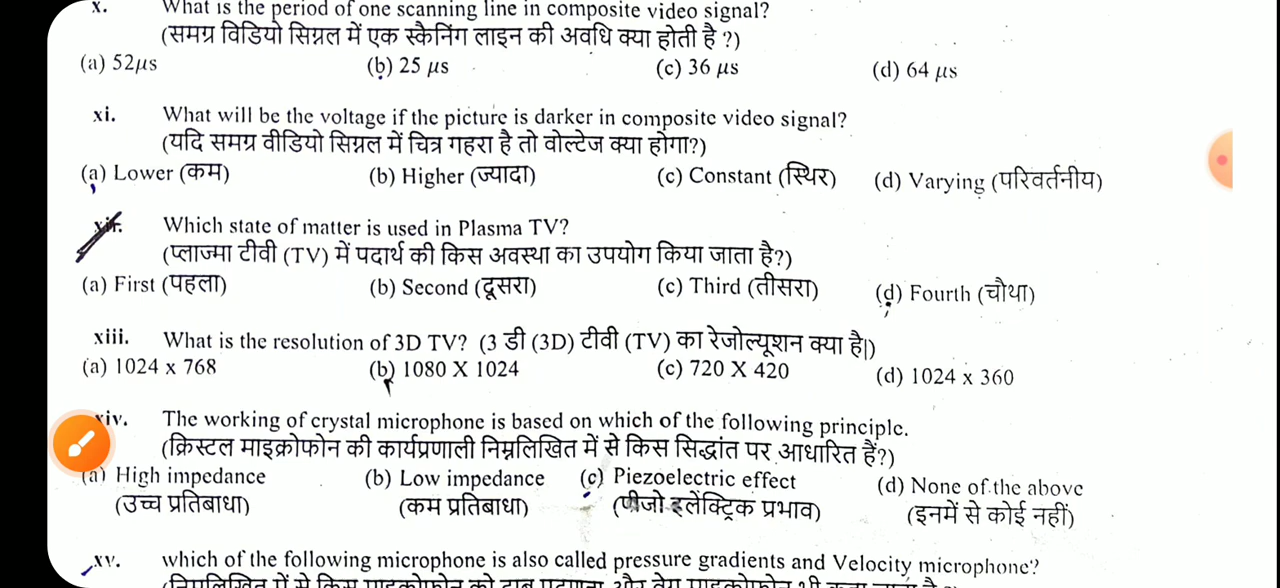 x. What is the period of one scanning line in composite video signal?
(समग्र विडियो सिग्नल में एक स्कैनिंग लाइन की अवधि क्या होती है ?)
(a) 52μs (b) 25 μs (c) 36 μs (d) 64 μs
xi. What will be the voltage if the picture is darker in composite video signal?
(यदि समग्र वीडियो सिग्नल में चित्र गहरा है तो वोल्टेज क्या होगा?)
(a) Lower (कम) (b) Higher (ज्यादा) (c) Constant (स्थिर) (d) Varying (परिवर्तनीय)
xii. Which state of matter is used in Plasma TV?
(प्लाज्मा टीवी (TV) में पदार्थ की किस अवस्था का उपयोग किया जाता है?)
(a) First (पहला) (b) Second (दूसरा) (c) Third (तीसरा) (d) Fourth (चौथा)
xiii. What is the resolution of 3D TV? (3 डी (3D) टीवी (TV) का रेजोल्यूशन क्या है|)
(a) 1024 x 768 (b) 1080 X 1024 (c) 720 X 420 (d) 1024 x 360
xiv. The working of crystal microphone is based on which of the following principle.
(क्रिस्टल माइक्रोफोन की कार्यप्रणाली निम्नलिखित में से किस सिद्धांत पर आधारित हैं?)
(a) High impedance (b) Low impedance (c) Piezoelectric effect (d) None of the above
(उच्च प्रतिबाधा) (कम प्रतिबाधा) (पीजो इलेक्ट्रिक प्रभाव) (इनमें से कोई नहीं)
xv. which of the following microphone is also called pressure gradients and Velocity microphone?